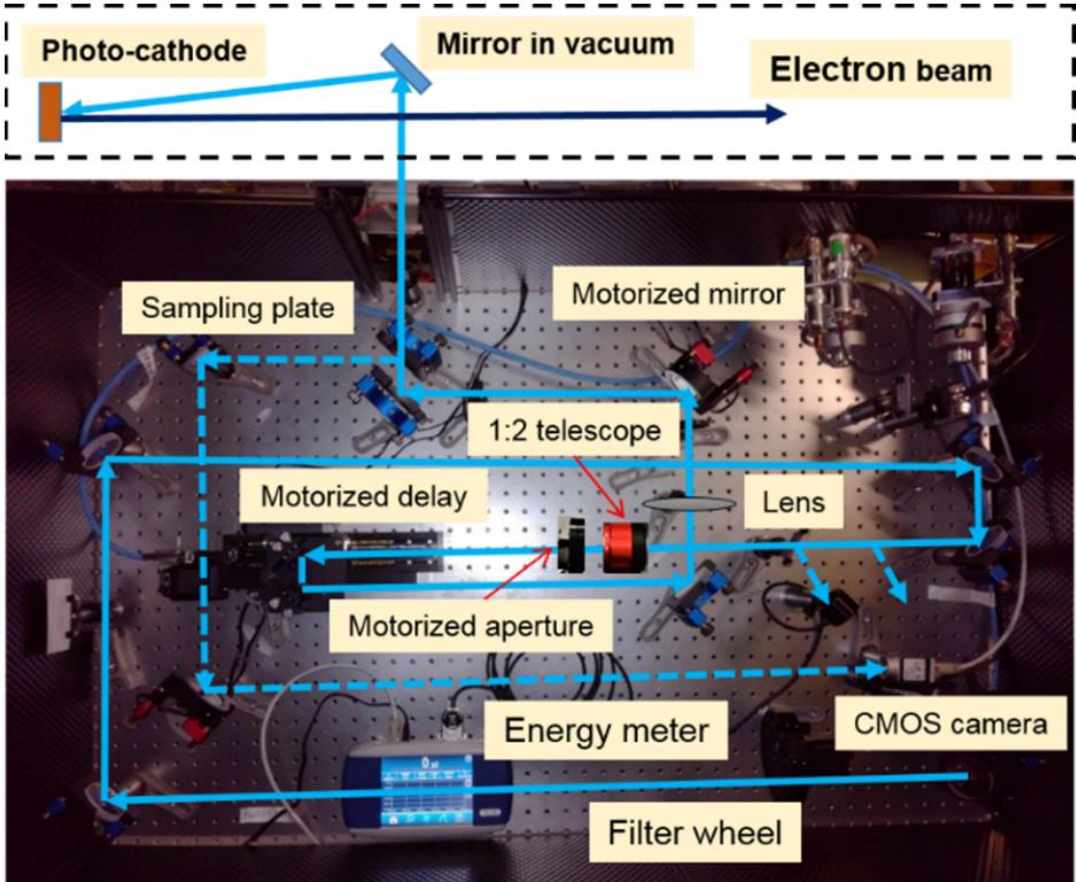 Photo-cathode
Mirror in vacuum
Electron beam
Sampling plate
Motorized mirror
1:2 telescope
Motorized delay
Lens
Motorized aperture
Energy meter
CMOS camera
Filter wheel